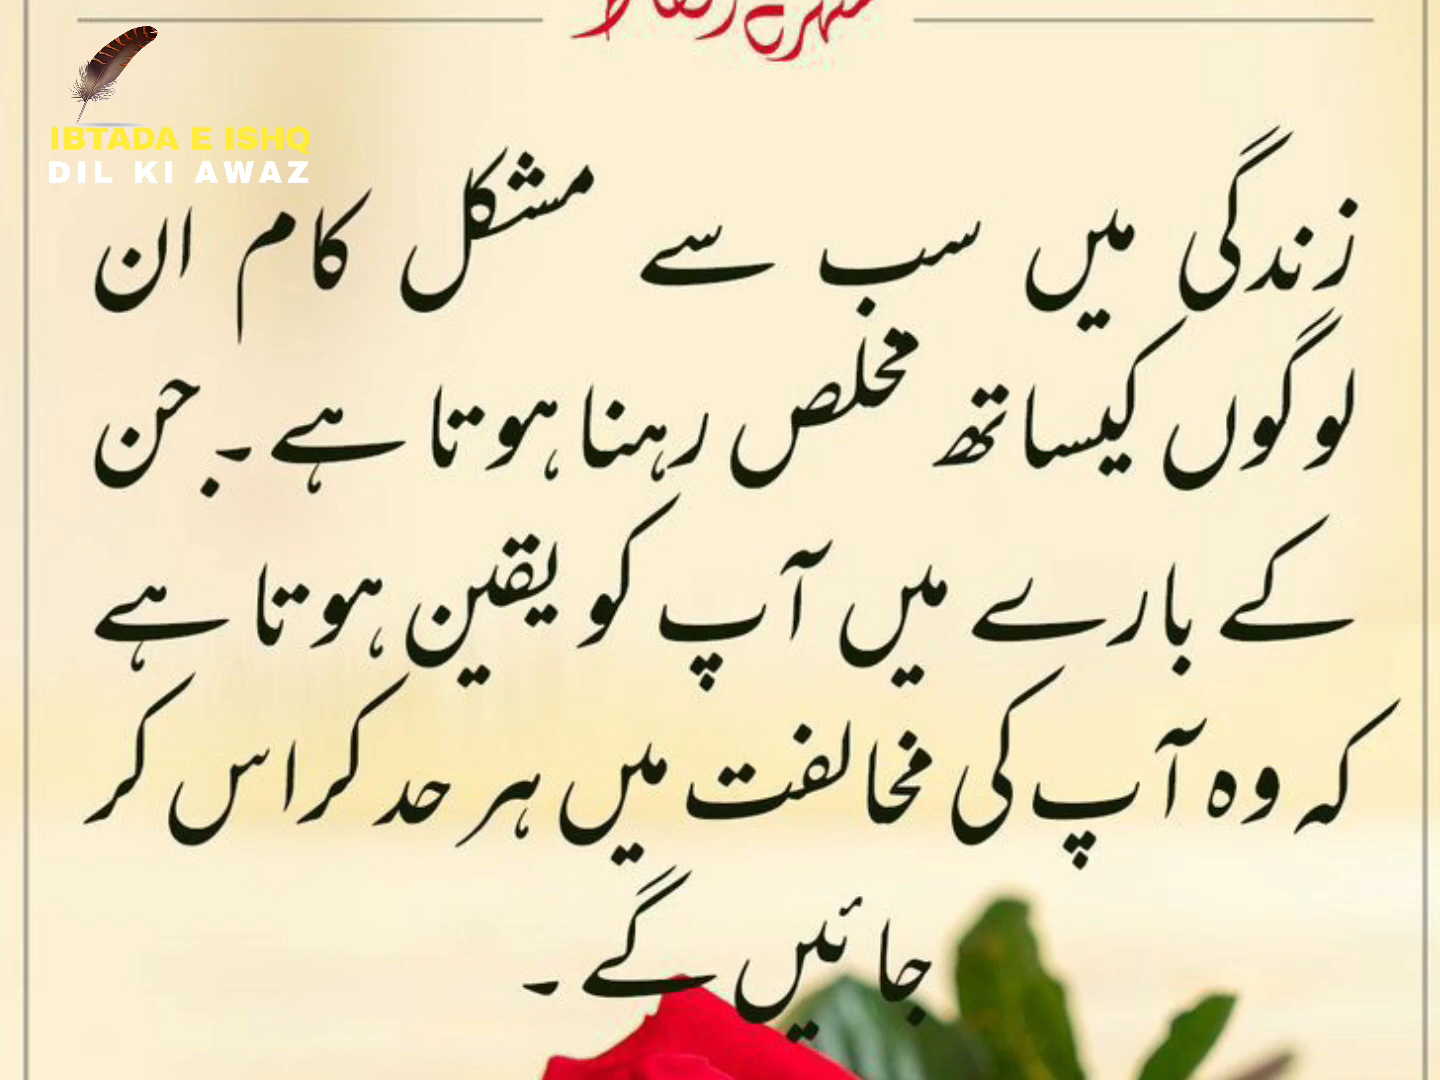 IBTADA E ISHQ
DIL KI AWAZ
زندگی میں سب سے مشکل کام ان
لوگوں کیساتھ مخلص رہنا ہوتا ہے۔ جن
کے بارے میں آپ کو یقین ہوتا ہے
کہ وہ آپ کی مخالفت میں ہر حد کراس کر
جائیں گے۔